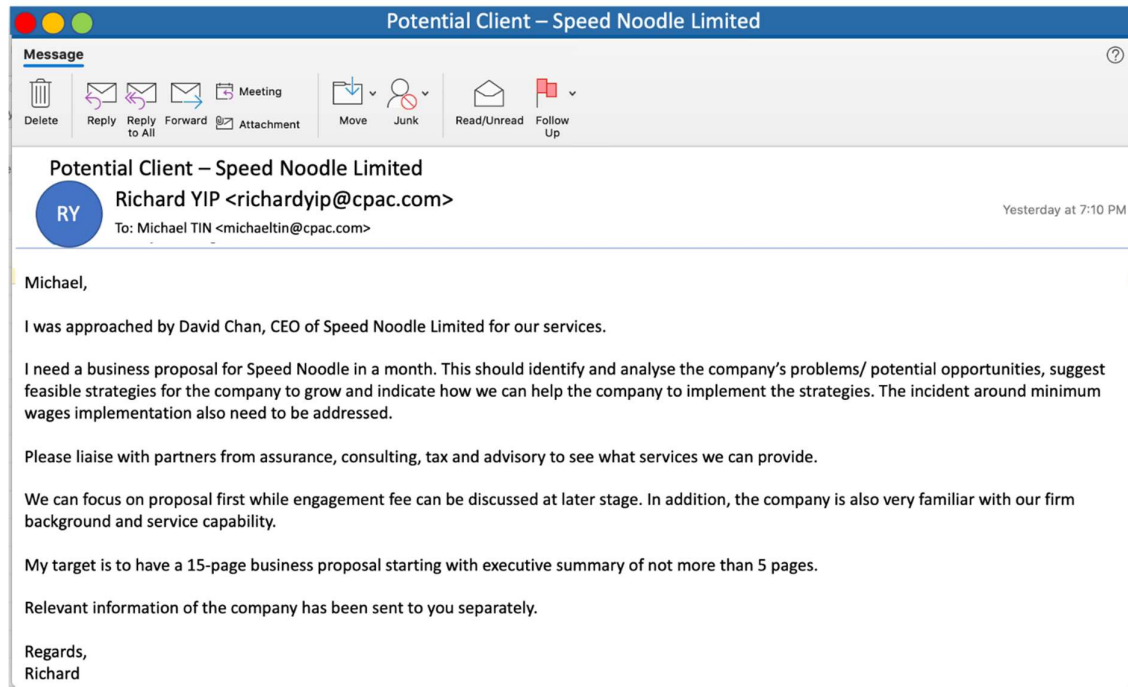 Potential Client – Speed Noodle Limited
Message
Delete
Reply
Reply to All
Forward
Meeting
Attachment
Move
Junk
Read/Unread
Follow Up
Potential Client – Speed Noodle Limited
RY
Richard YIP <richardyip@cpac.com>
Yesterday at 7:10 PM
To: Michael TIN <michaeltin@cpac.com>
Michael,
I was approached by David Chan, CEO of Speed Noodle Limited for our services.
I need a business proposal for Speed Noodle in a month. This should identify and analyse the company's problems/ potential opportunities, suggest
feasible strategies for the company to grow and indicate how we can help the company to implement the strategies. The incident around minimum
wages implementation also need to be addressed.
Please liaise with partners from assurance, consulting, tax and advisory to see what services we can provide.
We can focus on proposal first while engagement fee can be discussed at later stage. In addition, the company is also very familiar with our firm
background and service capability.
My target is to have a 15-page business proposal starting with executive summary of not more than 5 pages.
Relevant information of the company has been sent to you separately.
Regards,
Richard